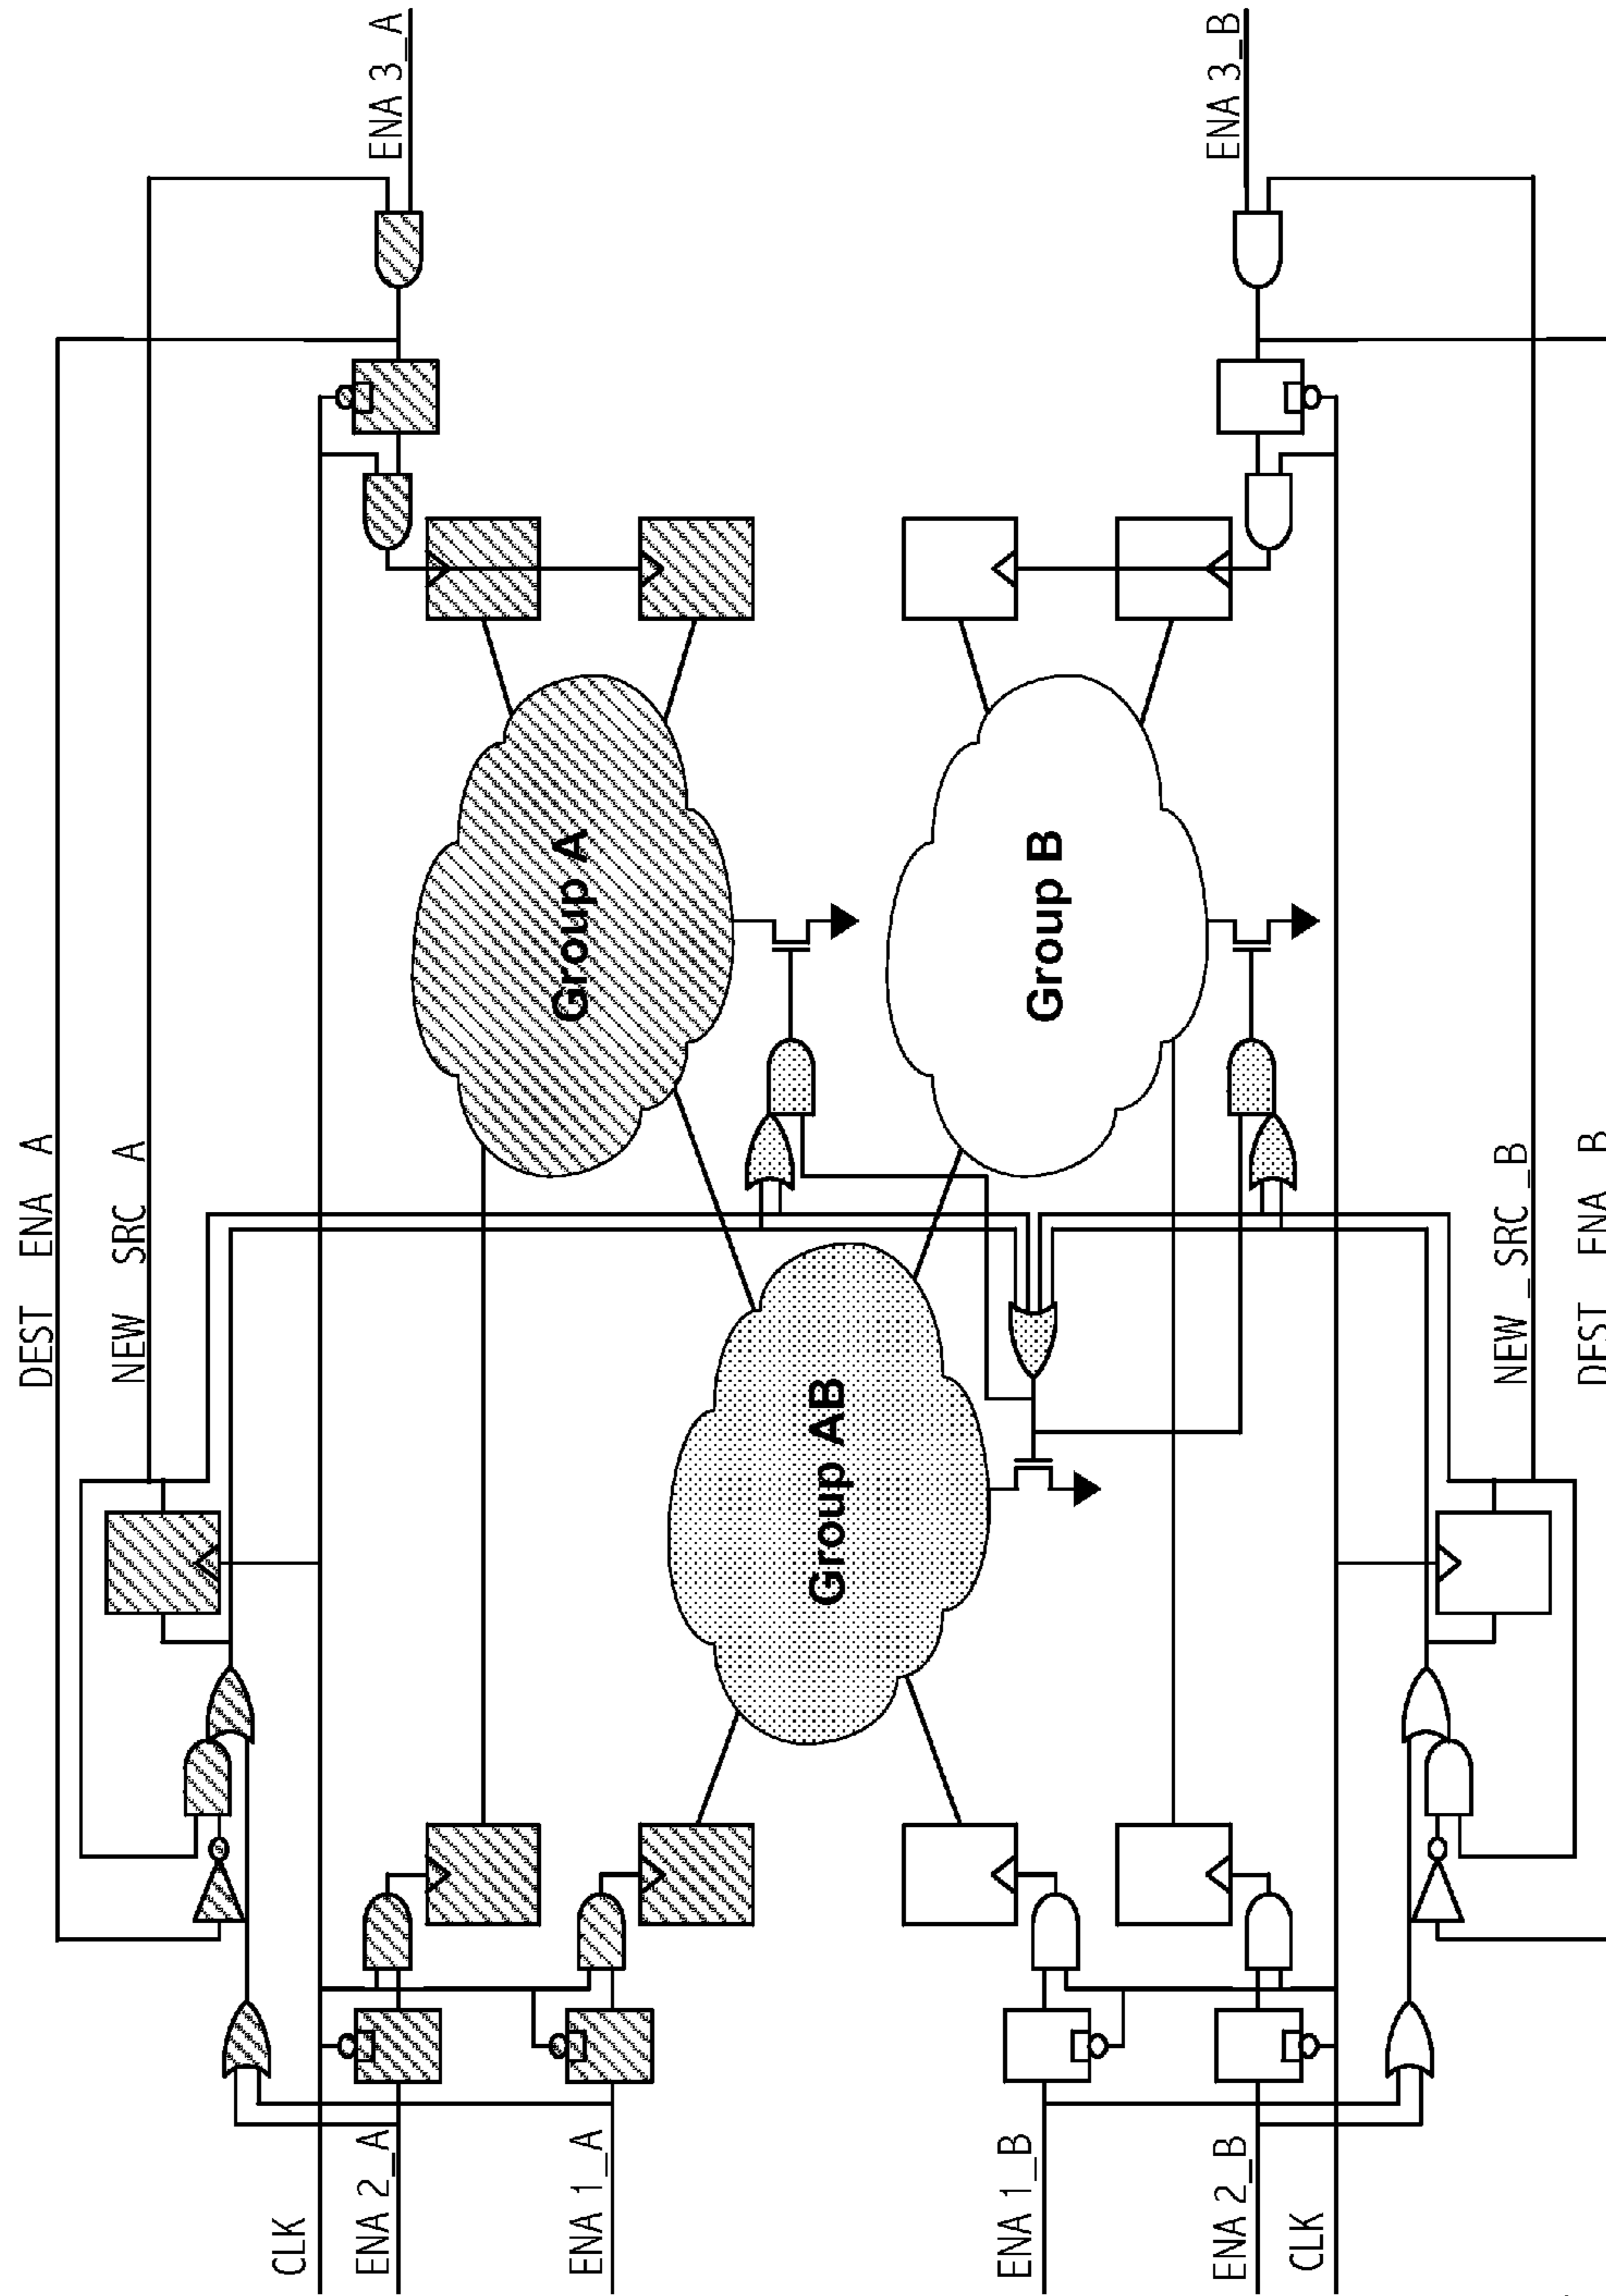 DEST_ENA_A
NEW_SRC_A
CLK
ENA 2_A
ENA 1_A
ENA 3_A
Group A
Group AB
Group B
ENA 1_B
ENA 2_B
CLK
ENA 3_B
NEW_SRC_B
DEST_ENA_B